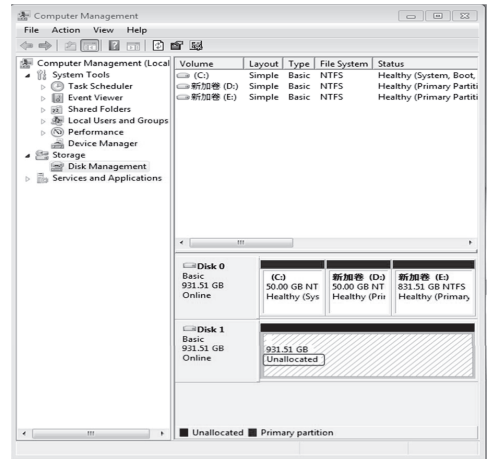 Computer Management
File Action View Help
Computer Management (Local
System Tools
Task Scheduler
Event Viewer
Shared Folders
Local Users and Groups
Performance
Device Manager
Storage
Disk Management
Services and Applications
Volume Layout Type File System Status
(C:) Simple Basic NTFS Healthy (System, Boot,
新加卷 (D:) Simple Basic NTFS Healthy (Primary Partiti
新加卷 (E:) Simple Basic NTFS Healthy (Primary Partiti
Disk 0
Basic
931.51 GB
Online
(C:)
50.00 GB NT
Healthy (Sys
新加卷 (D:)
50.00 GB NT
Healthy (Prir
新加卷 (E:)
831.51 GB NTFS
Healthy (Primary
Disk 1
Basic
931.51 GB
Online
931.51 GB
Unallocated
Unallocated Primary partition